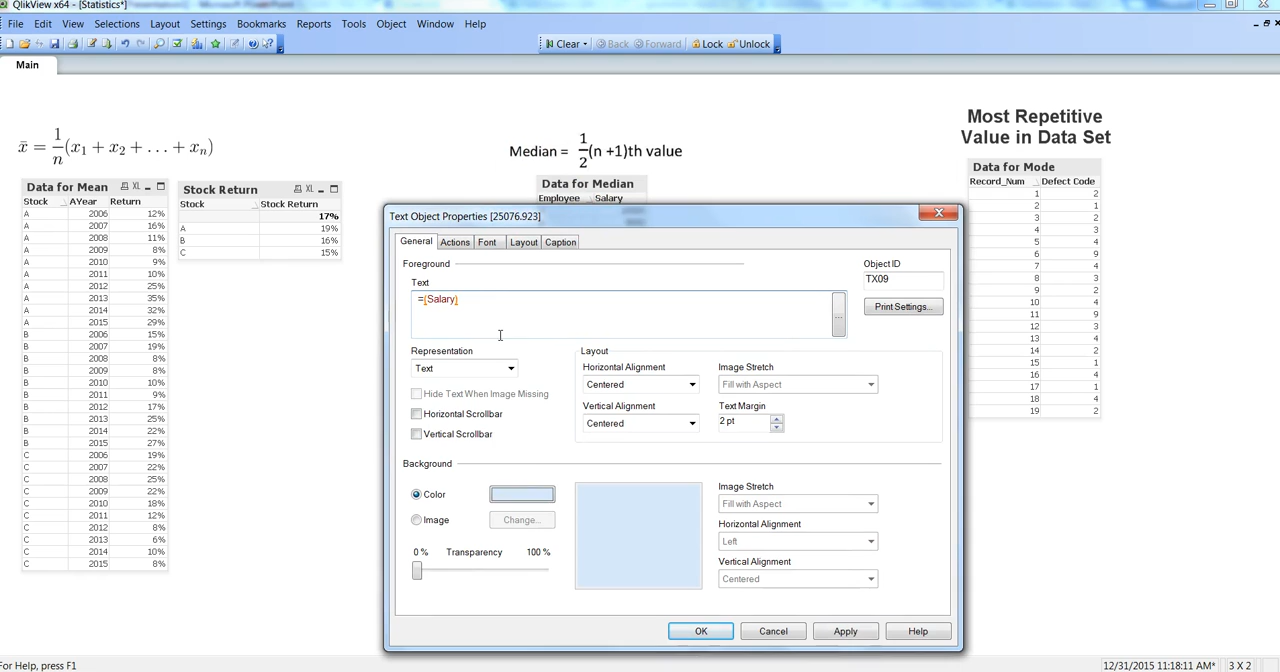 QlikView x64 - [Statistics*]
File Edit View Selections Layout Settings Bookmarks Reports Tools Object Window Help
Clear Back Forward Lock Unlock
Main
x̄ = 1/n (x1 + x2 + . . . + xn)
Median = 1/2 (n +1)th value
Most Repetitive
Value in Data Set
Data for Mean XL
Stock AYear Return
A 2006 12%
A 2007 16%
A 2008 11%
A 2009 8%
A 2010 9%
A 2011 10%
A 2012 25%
A 2013 35%
A 2014 32%
A 2015 29%
B 2006 15%
B 2007 19%
B 2008 8%
B 2009 8%
B 2010 10%
B 2011 9%
B 2012 17%
B 2013 25%
B 2014 22%
B 2015 27%
C 2006 19%
C 2007 22%
C 2008 25%
C 2009 22%
C 2010 18%
C 2011 12%
C 2012 8%
C 2013 6%
C 2014 10%
C 2015 8%
Stock Return XL
Stock Stock Return
17%
A 19%
B 16%
C 15%
Data for Median
Employee Salary
Data for Mode
Record_Num Defect Code
1 2
2 1
3 2
4 3
5 4
6 9
7 4
8 3
9 2
10 4
11 9
12 3
13 4
14 2
15 1
16 4
17 1
18 4
19 2
Text Object Properties [25076.923]
General Actions Font Layout Caption
Foreground
Text
=(Salary)
...
Object ID
TX09
Print Settings...
Representation
Text
Hide Text When Image Missing
Horizontal Scrollbar
Vertical Scrollbar
Layout
Horizontal Alignment
Centered
Vertical Alignment
Centered
Image Stretch
Fill with Aspect
Text Margin
2 pt
Background
Color
Image
Change...
0 % Transparency 100 %
Image Stretch
Fill with Aspect
Horizontal Alignment
Left
Vertical Alignment
Centered
OK Cancel Apply Help
For Help, press F1
12/31/2015 11:18:11 AM* 3 X 2